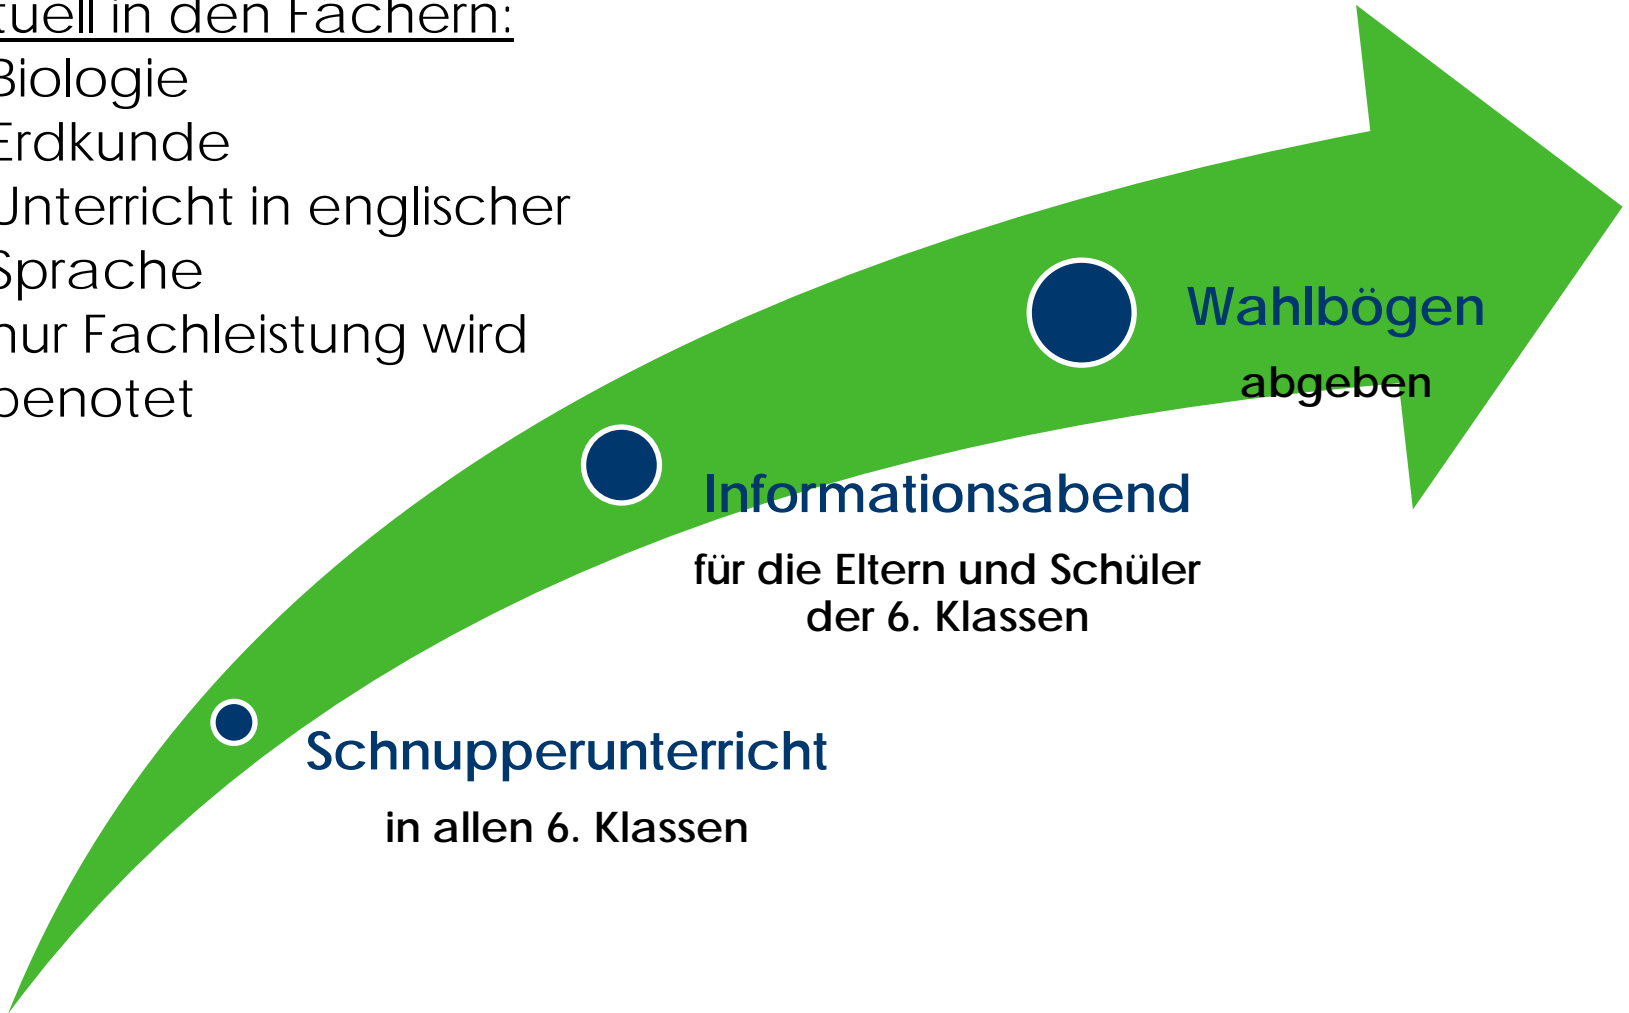 tuell in den Fächern:
Biologie
Erdkunde
Unterricht in englischer
Sprache
nur Fachleistung wird
benotet
Wahlbögen
abgeben
Informationsabend
für die Eltern und Schüler
der 6. Klassen
Schnupperunterricht
in allen 6. Klassen